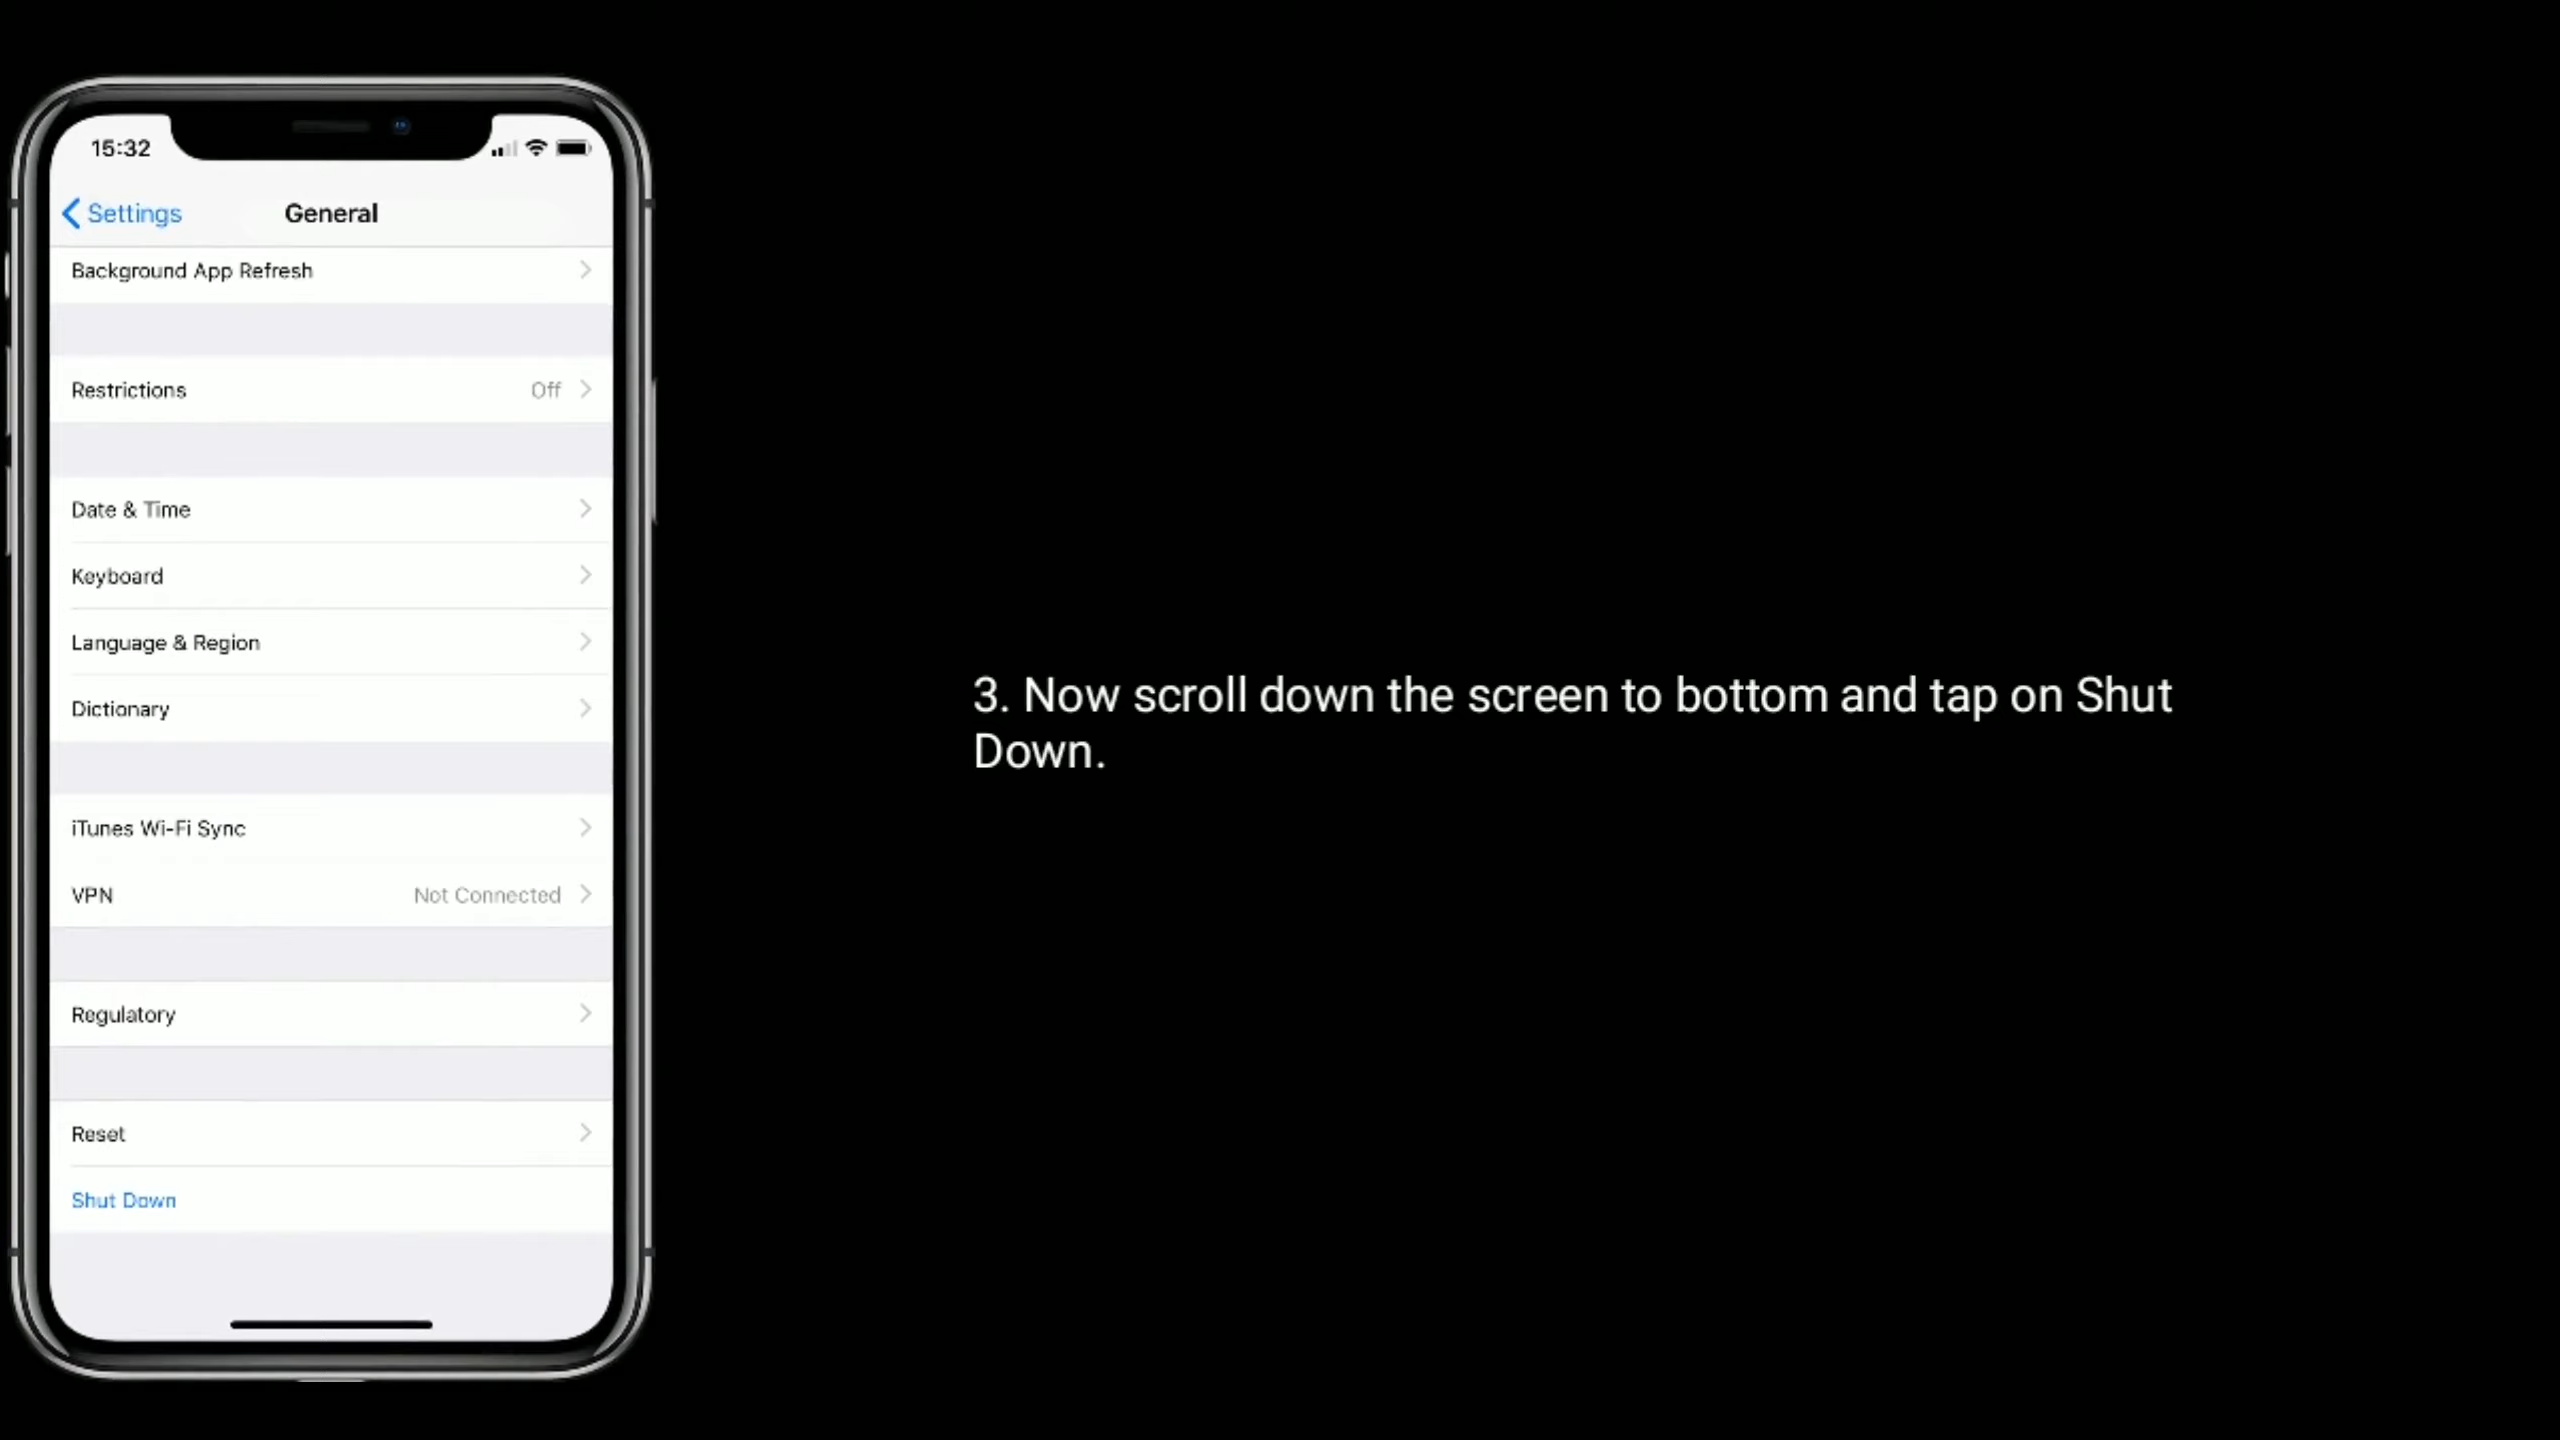 15:32
Settings
General
Background App Refresh
Restrictions Off
Date & Time
Keyboard
Language & Region
Dictionary
iTunes Wi-Fi Sync
VPN Not Connected
Regulatory
Reset
Shut Down
3. Now scroll down the screen to bottom and tap on Shut
Down.